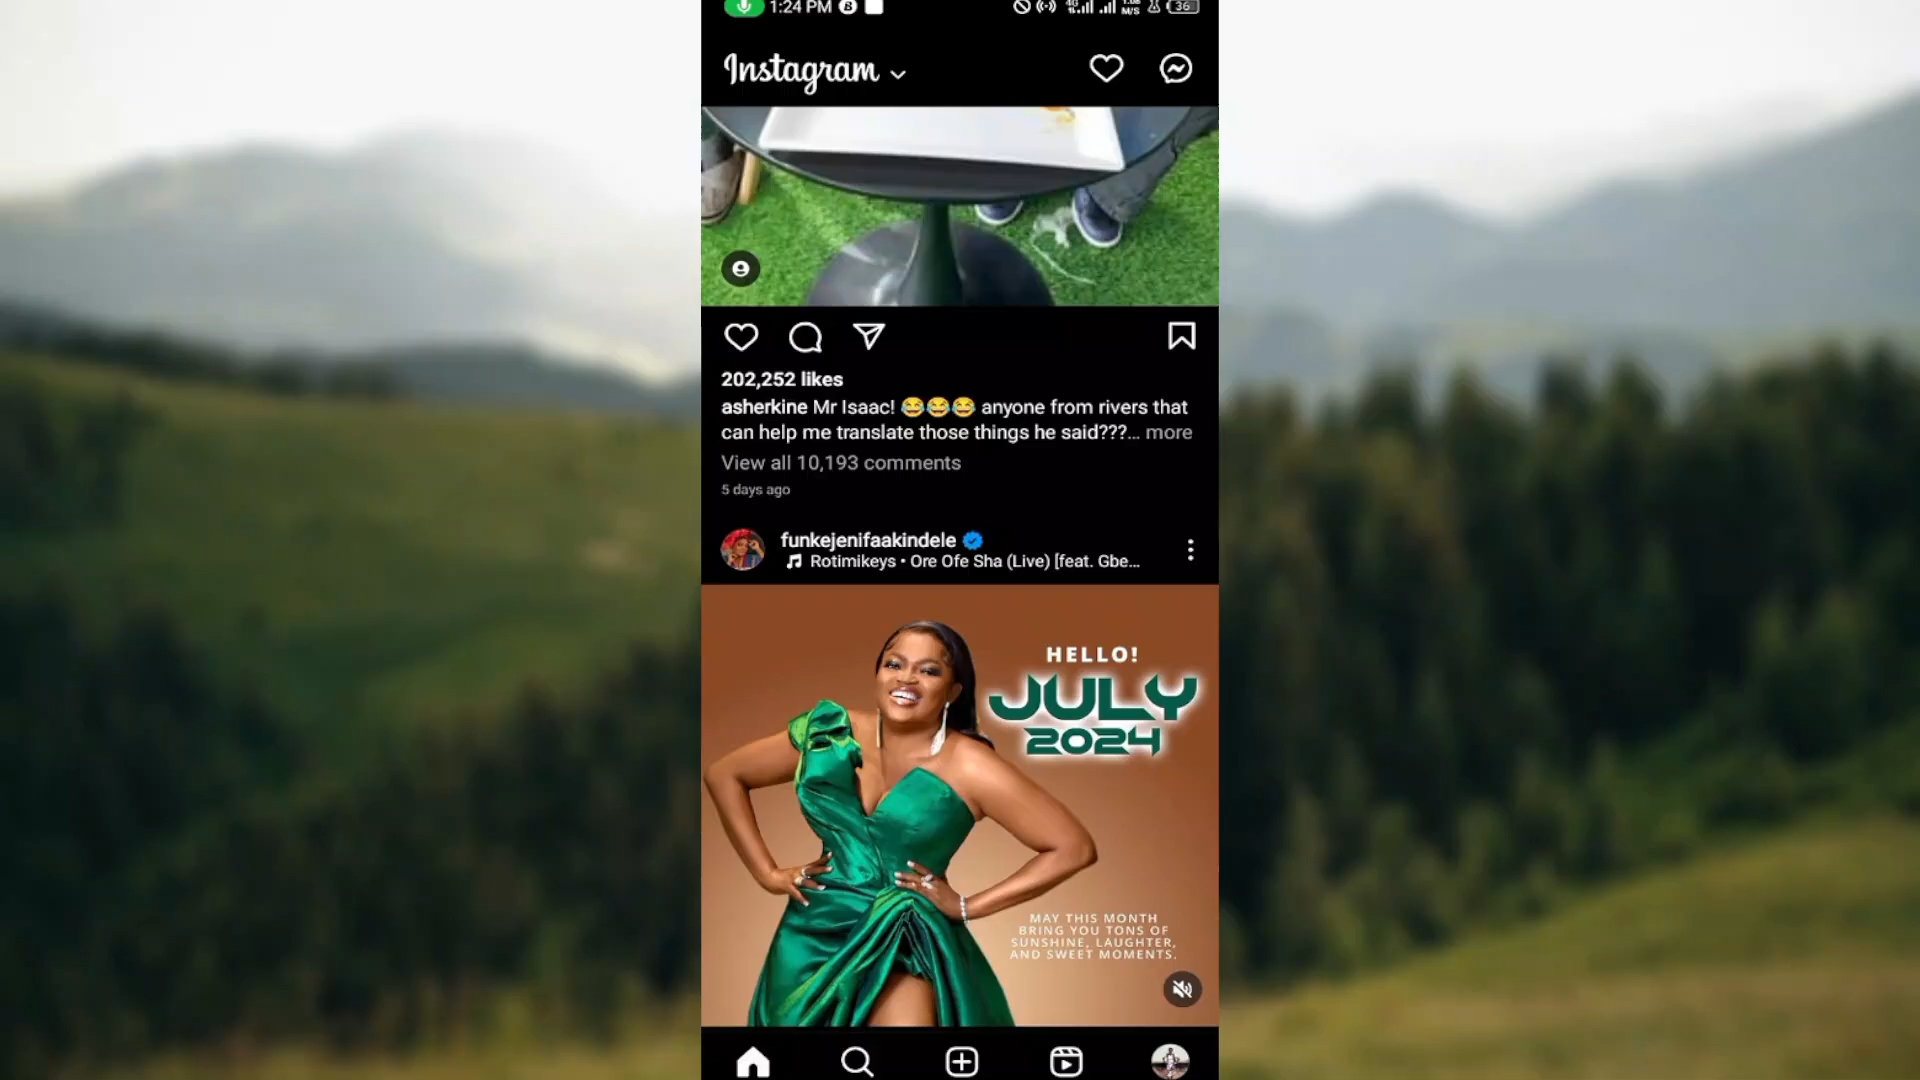 1:24 PM
4G
M/S
36
Instagram
202,252 likes
asherkine Mr Isaac! 😂😂😂 anyone from rivers that
can help me translate those things he said???... more
View all 10,193 comments
5 days ago
funkejenifaakindele
Rotimikeys • Ore Ofe Sha (Live) [feat. Gbe...
HELLO!
JULY
2024
MAY THIS MONTH
BRING YOU TONS OF
SUNSHINE, LAUGHTER,
AND SWEET MOMENTS.